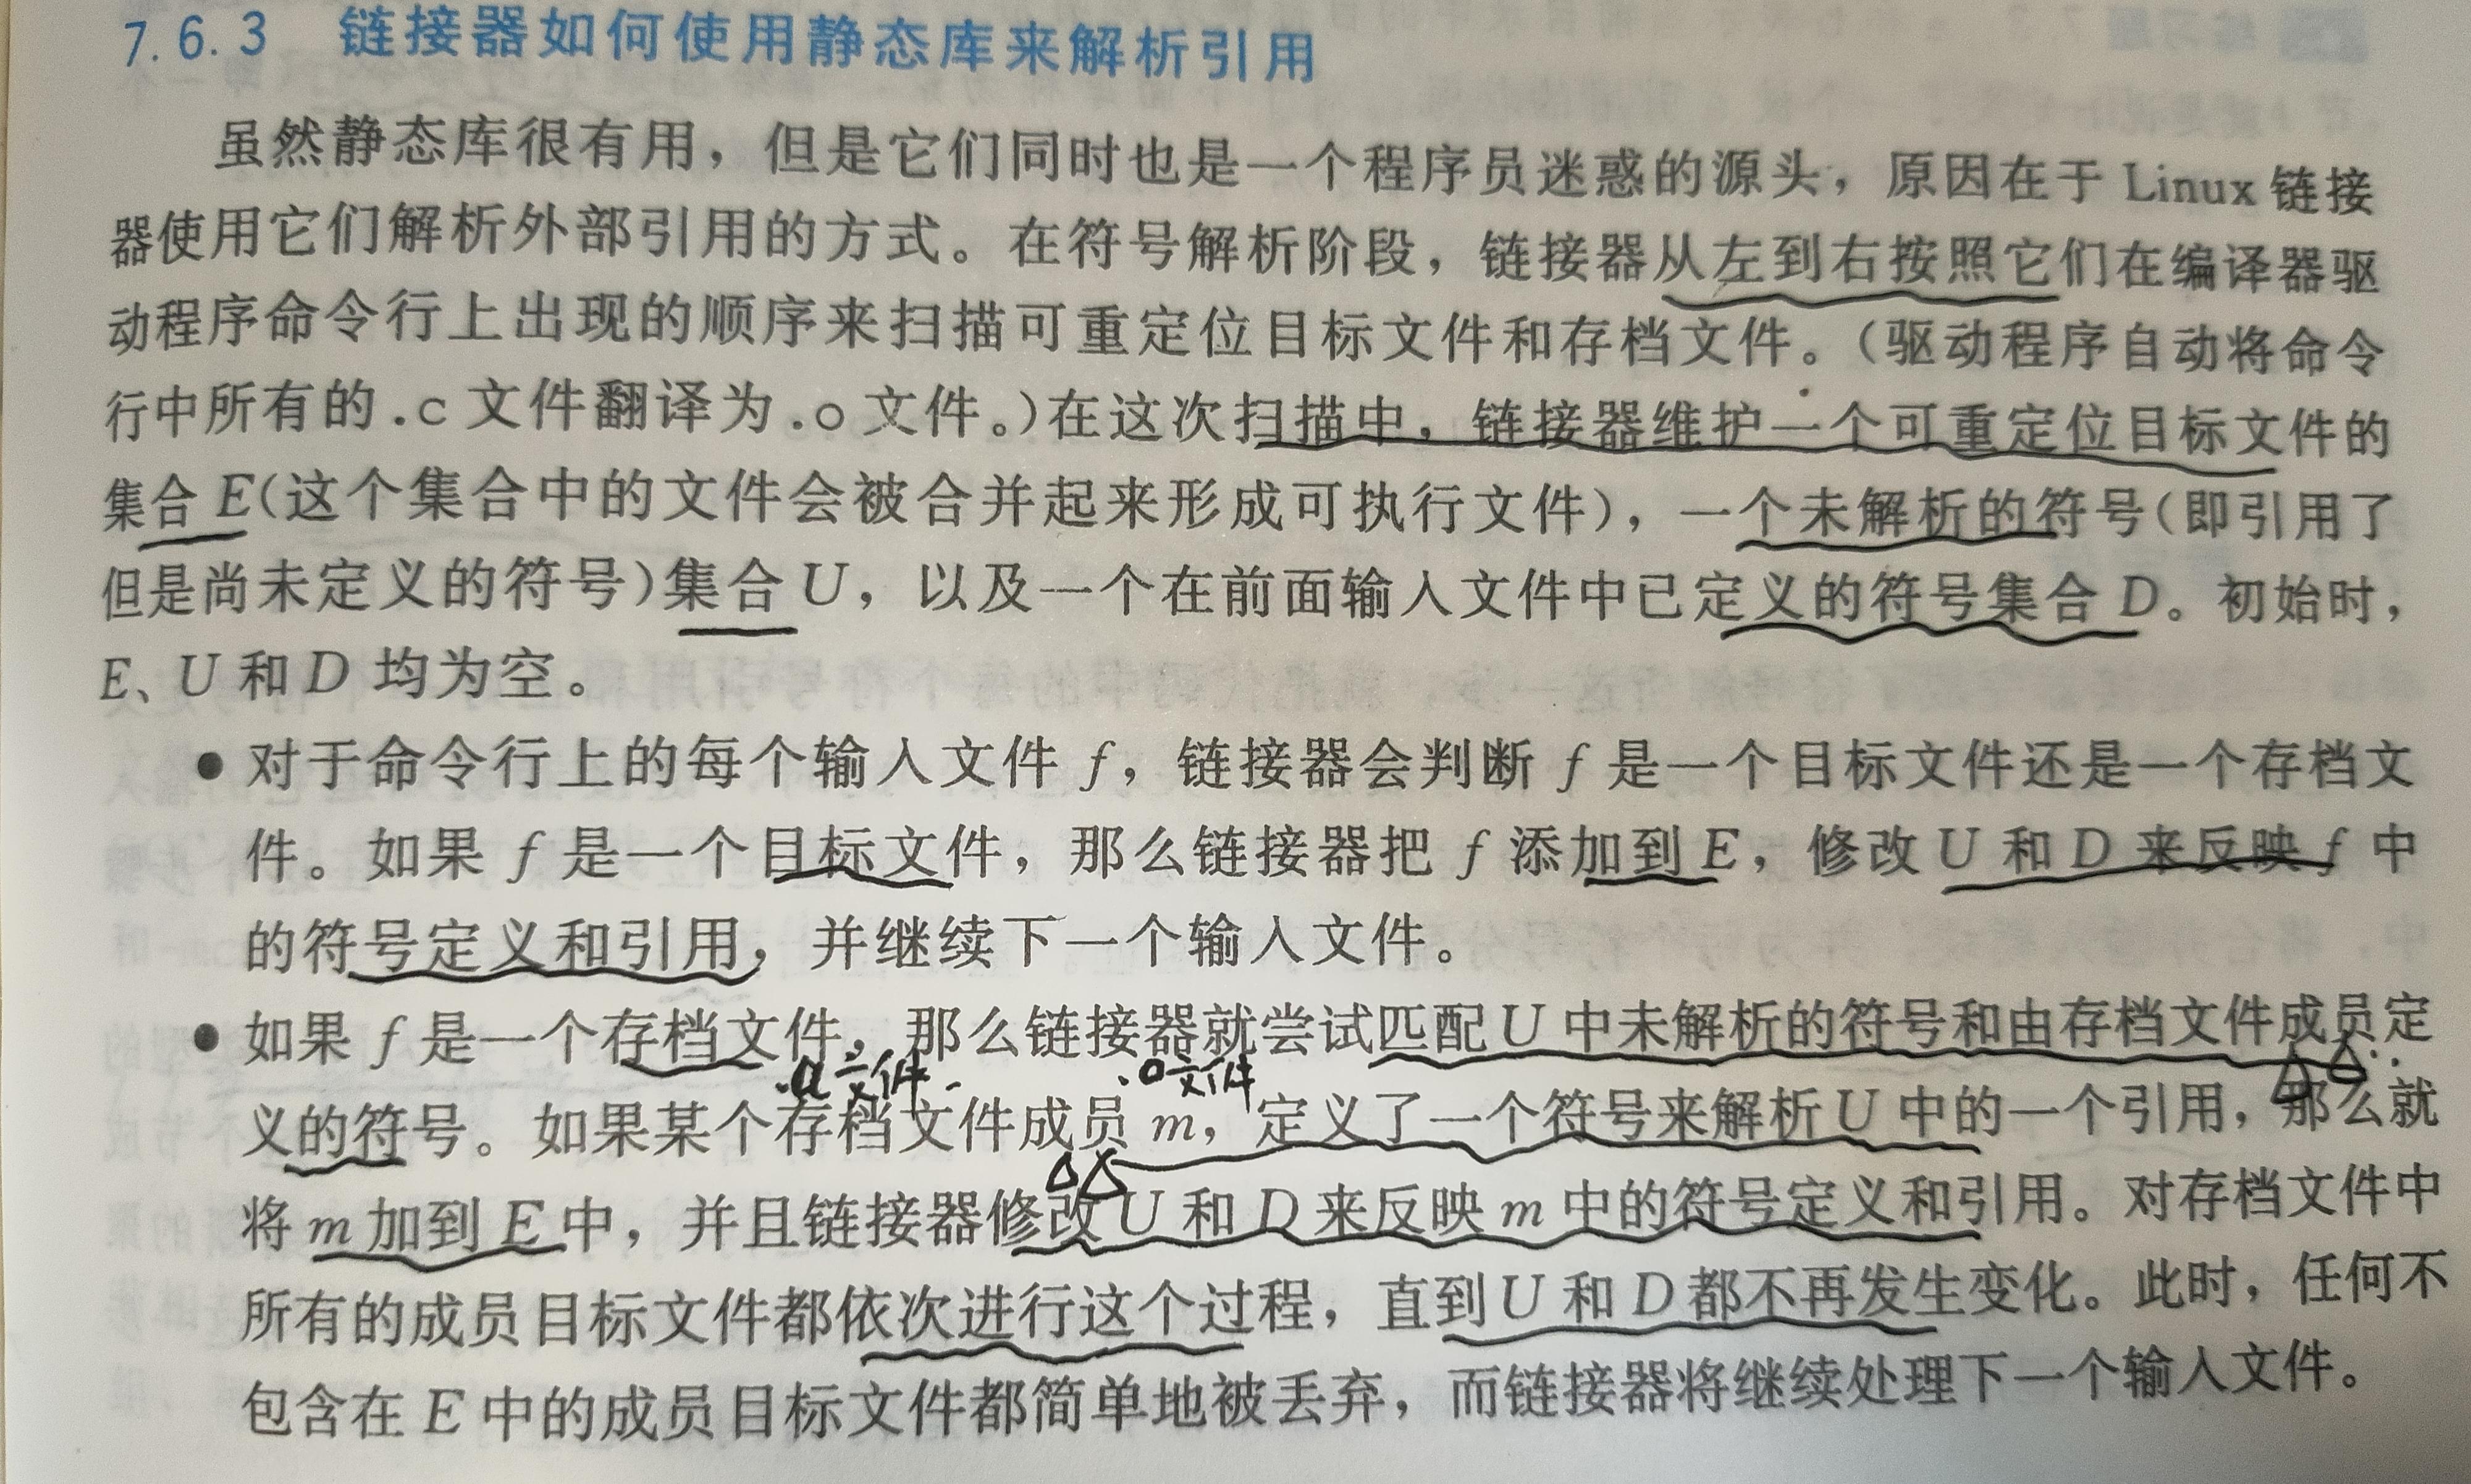 7.6.3 链接器如何使用静态库来解析引用
虽然静态库很有用，但是它们同时也是一个程序员迷惑的源头，原因在于 Linux 链接
器使用它们解析外部引用的方式。在符号解析阶段，链接器从左到右按照它们在编译器驱
动程序命令行上出现的顺序来扫描可重定位目标文件和存档文件。（驱动程序自动将命令
行中所有的 .c 文件翻译为 .o 文件。）在这次扫描中，链接器维护一个可重定位目标文件的
集合 E(这个集合中的文件会被合并起来形成可执行文件)，一个未解析的符号(即引用了
但是尚未定义的符号)集合 U，以及一个在前面输入文件中已定义的符号集合 D。初始时，
E、U 和 D 均为空。
● 对于命令行上的每个输入文件 f，链接器会判断 f 是一个目标文件还是一个存档文
件。如果 f 是一个目标文件，那么链接器把 f 添加到 E，修改 U 和 D 来反映 f 中
的符号定义和引用，并继续下一个输入文件。
● 如果 f 是一个存档文件，那么链接器就尝试匹配 U 中未解析的符号和由存档文件成员定
.a 文件 .o 文件
义的符号。如果某个存档文件成员 m，定义了一个符号来解析 U 中的一个引用，那么就
将 m 加到 E 中，并且链接器修改 U 和 D 来反映 m 中的符号定义和引用。对存档文件中
所有的成员目标文件都依次进行这个过程，直到 U 和 D 都不再发生变化。此时，任何不
包含在 E 中的成员目标文件都简单地被丢弃，而链接器将继续处理下一个输入文件。